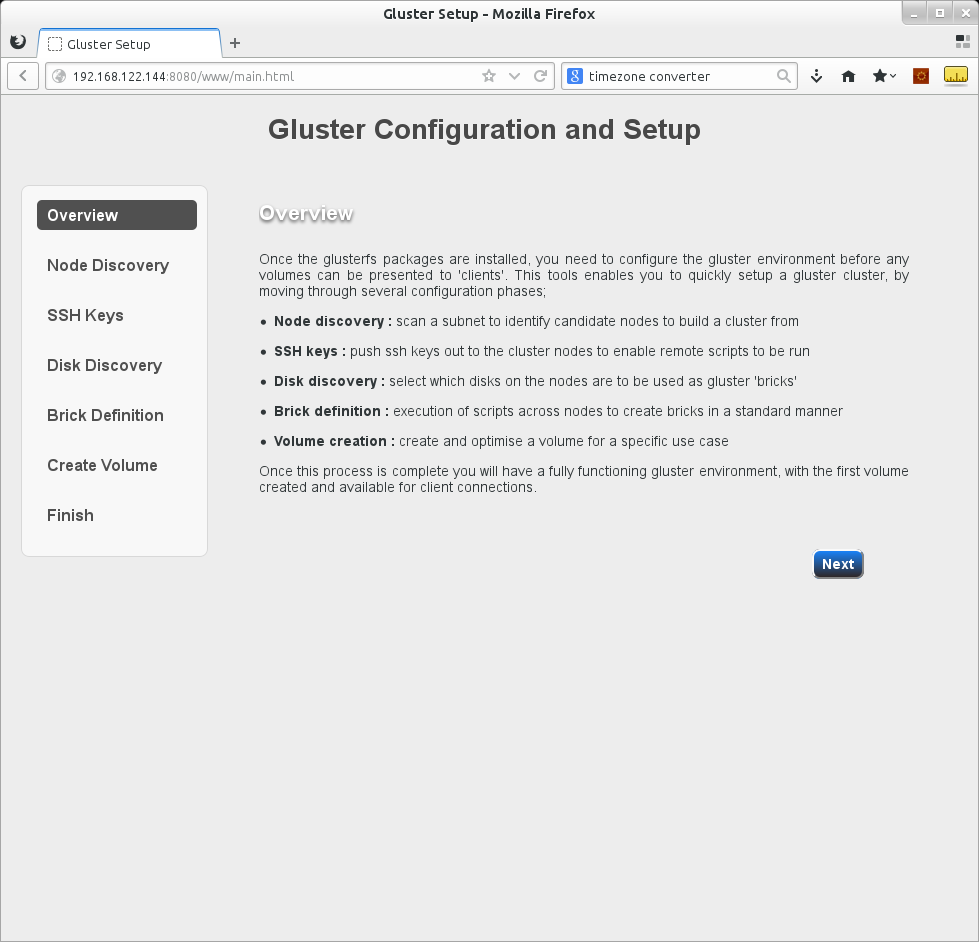 Gluster Setup - Mozilla Firefox
Gluster Setup
192.168.122.144:8080/www/main.html
8 timezone converter
Gluster Configuration and Setup
Overview
Node Discovery
SSH Keys
Disk Discovery
Brick Definition
Create Volume
Finish
Overview
Once the glusterfs packages are installed, you need to configure the gluster environment before any
volumes can be presented to 'clients'. This tools enables you to quickly setup a gluster cluster, by
moving through several configuration phases;
• Node discovery : scan a subnet to identify candidate nodes to build a cluster from
• SSH keys : push ssh keys out to the cluster nodes to enable remote scripts to be run
• Disk discovery : select which disks on the nodes are to be used as gluster 'bricks'
• Brick definition : execution of scripts across nodes to create bricks in a standard manner
• Volume creation : create and optimise a volume for a specific use case
Once this process is complete you will have a fully functioning gluster environment, with the first volume
created and available for client connections.
Next